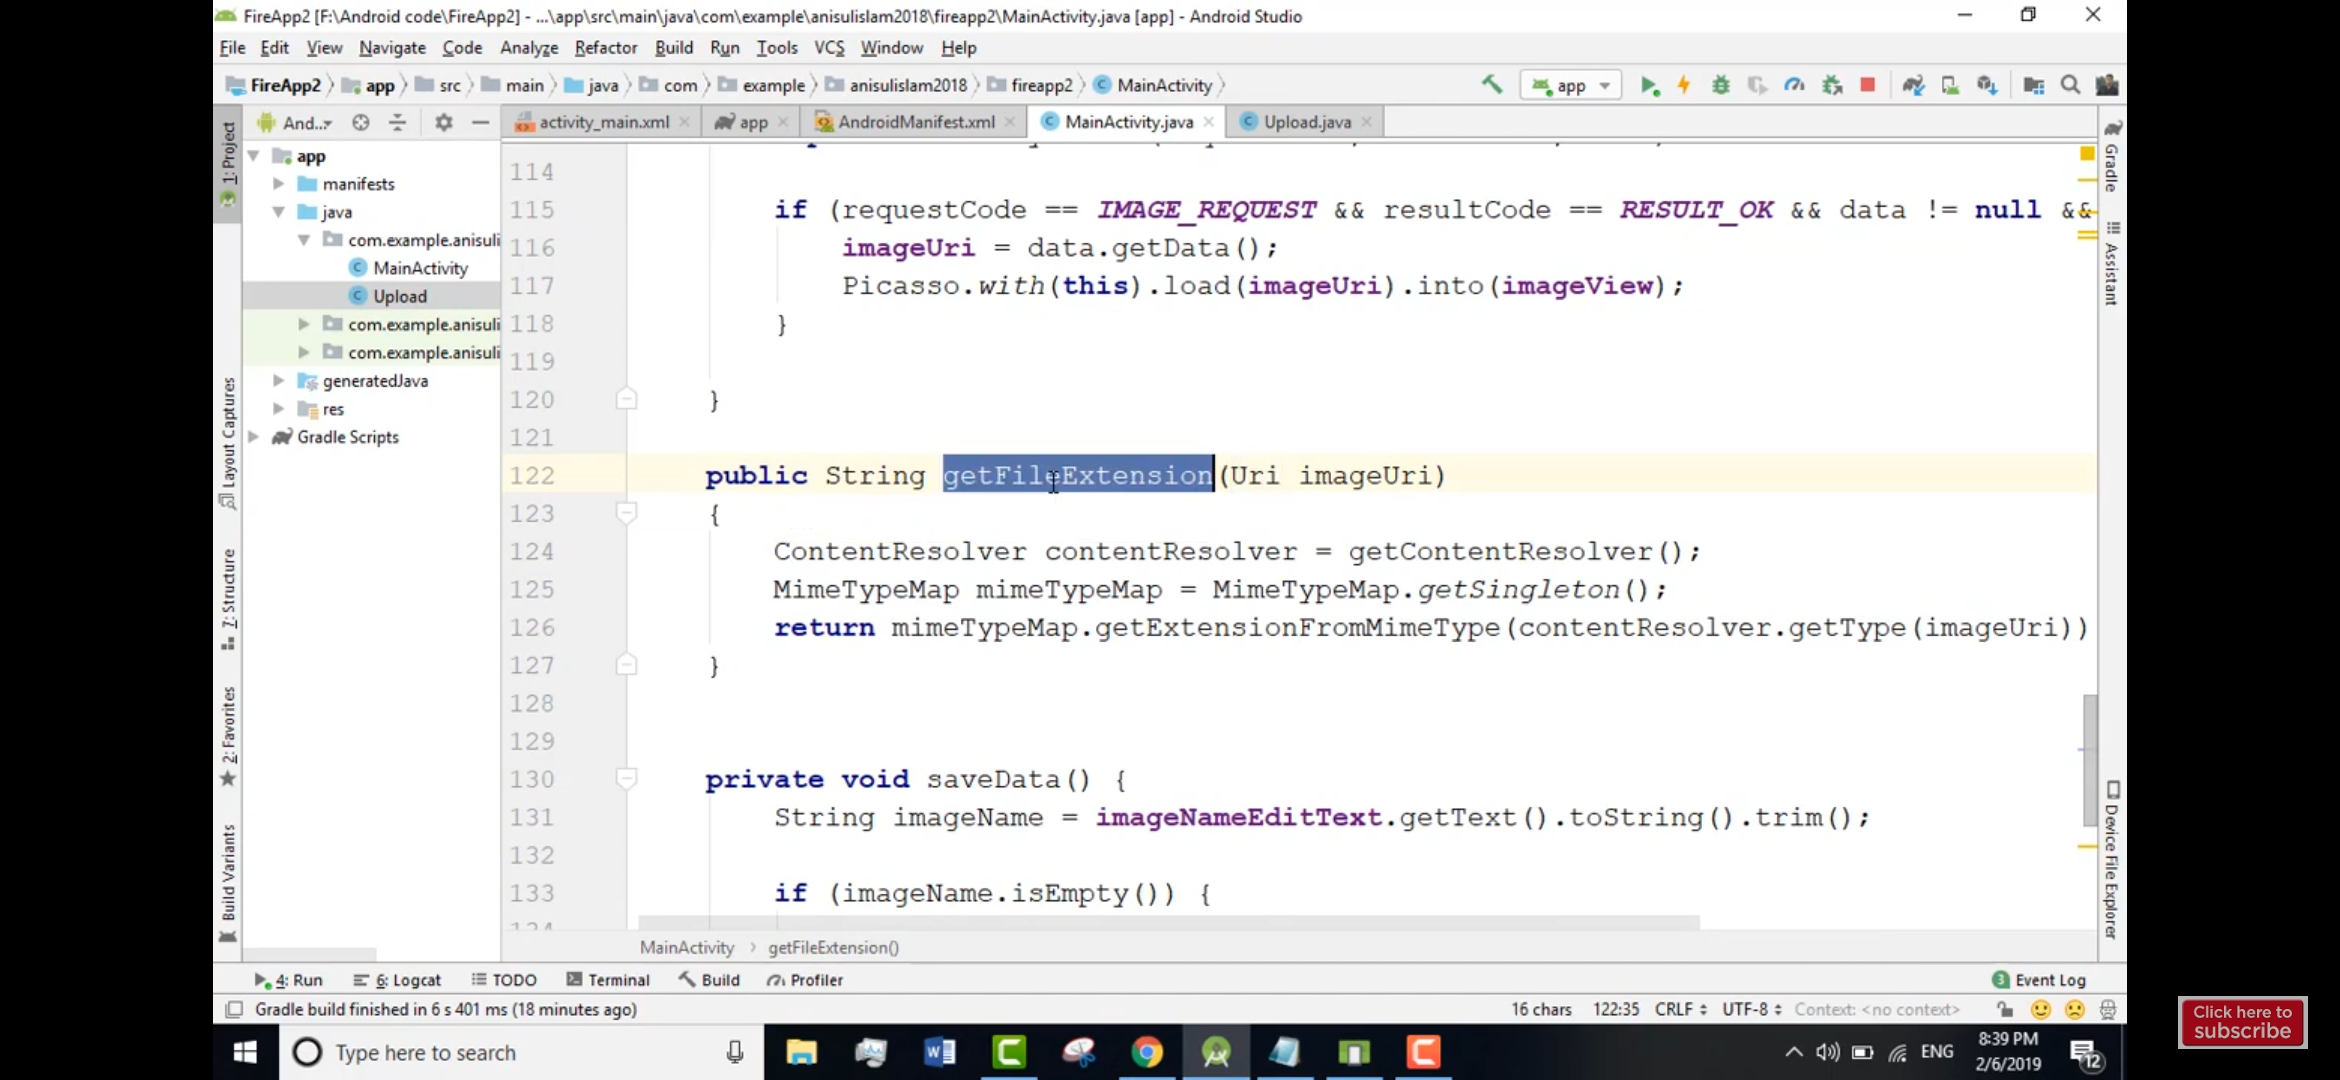 FireApp2 [F:\Android code\FireApp2] - ...\app\src\main\java\com\example\anisulislam2018\fireapp2\MainActivity.java [app] - Android Studio
File Edit View Navigate Code Analyze Refactor Build Run Tools VCS Window Help
FireApp2 app src main java com example anisulislam2018 fireapp2 MainActivity app
And... activity_main.xml app AndroidManifest.xml MainActivity.java Upload.java
1: Project
Layout Captures
7: Structure
2: Favorites
Build Variants
app
manifests
java
com.example.anisuli
MainActivity
Upload
com.example.anisuli
com.example.anisuli
generatedJava
res
Gradle Scripts
114
115 if (requestCode == IMAGE_REQUEST && resultCode == RESULT_OK && data != null &&
116 imageUri = data.getData();
117 Picasso.with(this).load(imageUri).into(imageView);
118 }
119
120 }
121
122 public String getFileExtension(Uri imageUri)
123 {
124 ContentResolver contentResolver = getContentResolver();
125 MimeTypeMap mimeTypeMap = MimeTypeMap.getSingleton();
126 return mimeTypeMap.getExtensionFromMimeType(contentResolver.getType(imageUri))
127 }
128
129
130 private void saveData() {
131 String imageName = imageNameEditText.getText().toString().trim();
132
133 if (imageName.isEmpty()) {
Gradle
Assistant
Device File Explorer
MainActivity getFileExtension()
4: Run 6: Logcat TODO Terminal Build Profiler 3 Event Log
Gradle build finished in 6 s 401 ms (18 minutes ago) 16 chars 122:35 CRLF UTF-8 Context: <no context>
Type here to search ENG 8:39 PM
2/6/2019 12
Click here to
subscribe